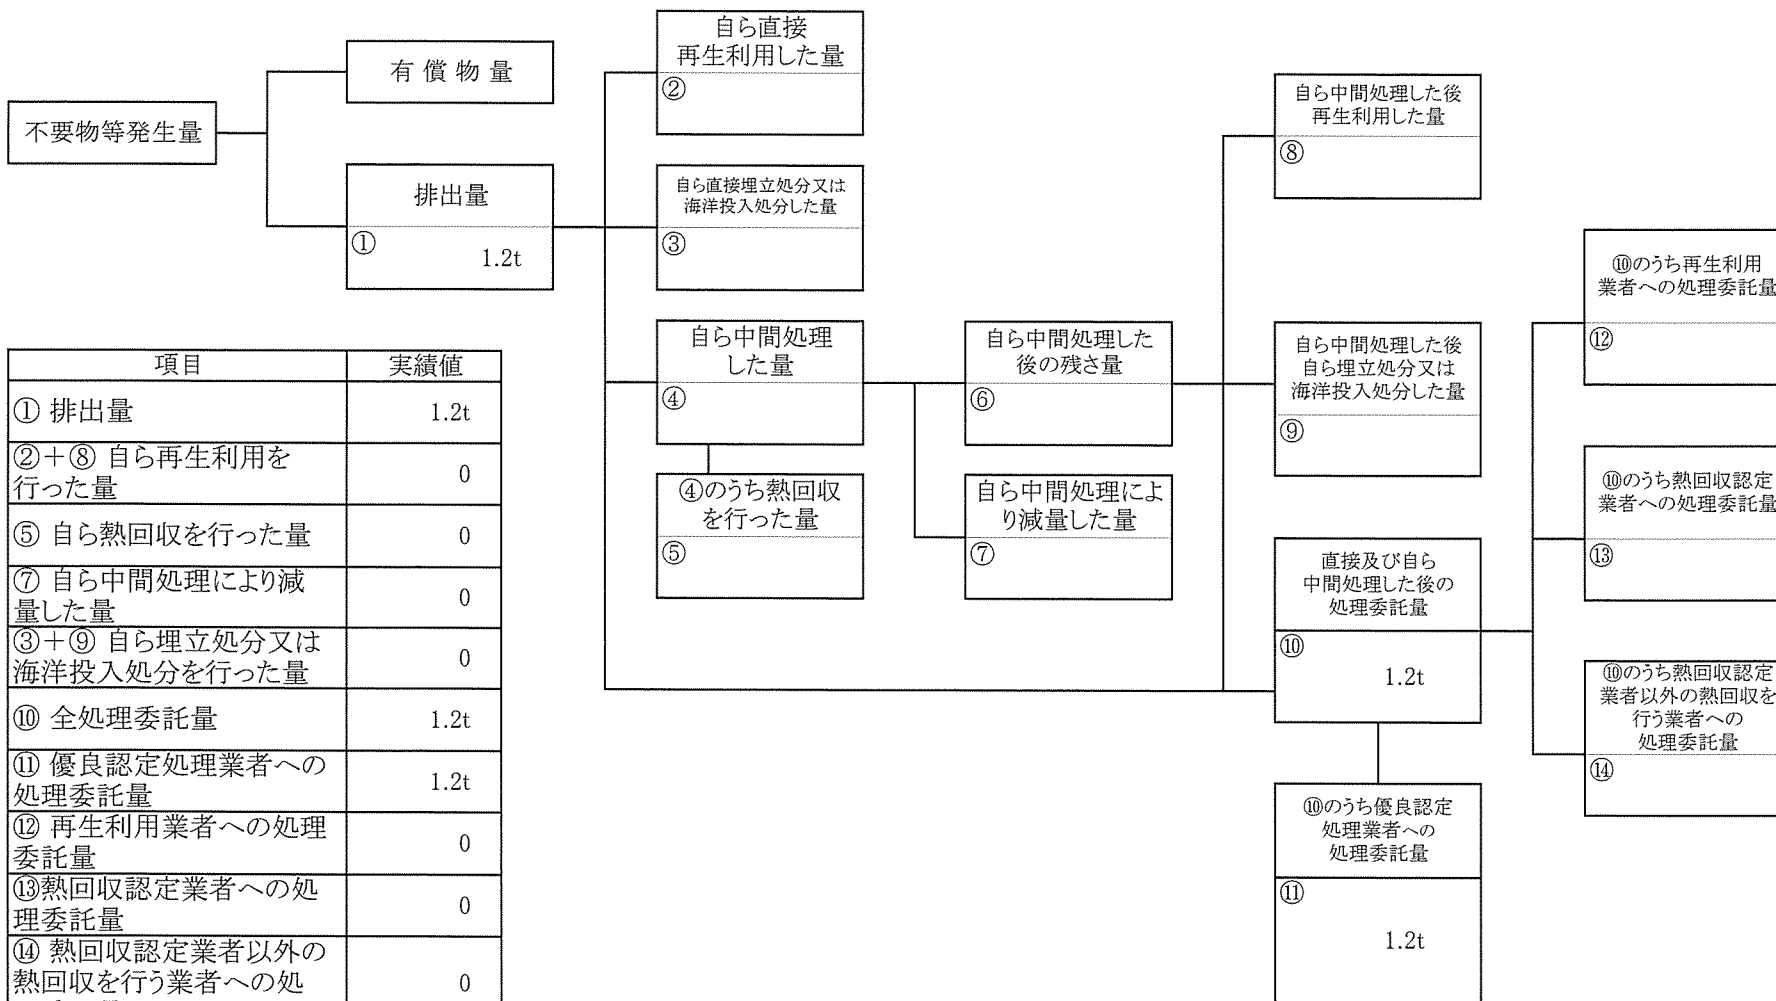 不要物等発生量
有償物量
排出量
①
1.2t
自ら直接
再生利用した量
②
自ら直接埋立処分又は
海洋投入処分した量
③
自ら中間処理
した量
④
④のうち熱回収
を行った量
⑤
自ら中間処理した
後の残さ量
⑥
自ら中間処理によ
り減量した量
⑦
自ら中間処理した後
再生利用した量
⑧
自ら中間処理した後
自ら埋立処分又は
海洋投入処分した量
⑨
直接及び自ら
中間処理した後の
処理委託量
⑩
1.2t
⑩のうち優良認定
処理業者への
処理委託量
⑪
1.2t
⑩のうち再生利用
業者への処理委託量
⑫
⑩のうち熱回収認定
業者への処理委託量
⑬
⑩のうち熱回収認定
業者以外の熱回収を
行う業者への
処理委託量
⑭
項目 実績値
① 排出量 1.2t
②+⑧ 自ら再生利用を
行った量 0
⑤ 自ら熱回収を行った量 0
⑦ 自ら中間処理により減
量した量 0
③+⑨ 自ら埋立処分又は
海洋投入処分を行った量 0
⑩ 全処理委託量 1.2t
⑪ 優良認定処理業者への
処理委託量 1.2t
⑫ 再生利用業者への処理
委託量 0
⑬熱回収認定業者への処
理委託量 0
⑭ 熱回収認定業者以外の
熱回収を行う業者への処 0